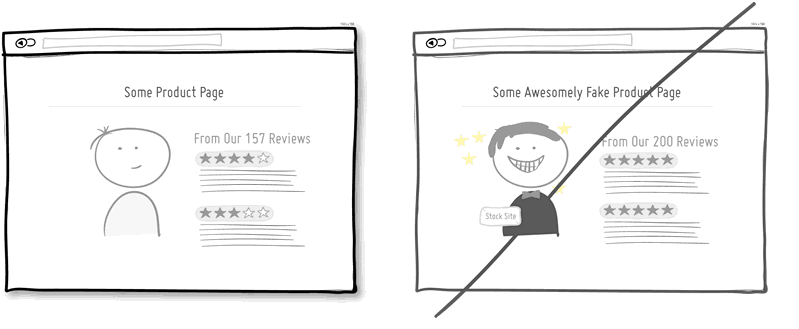 Some Product Page
From Our 157 Reviews
Some Awesomely Fake Product Page
From Our 200 Reviews
Stock Site